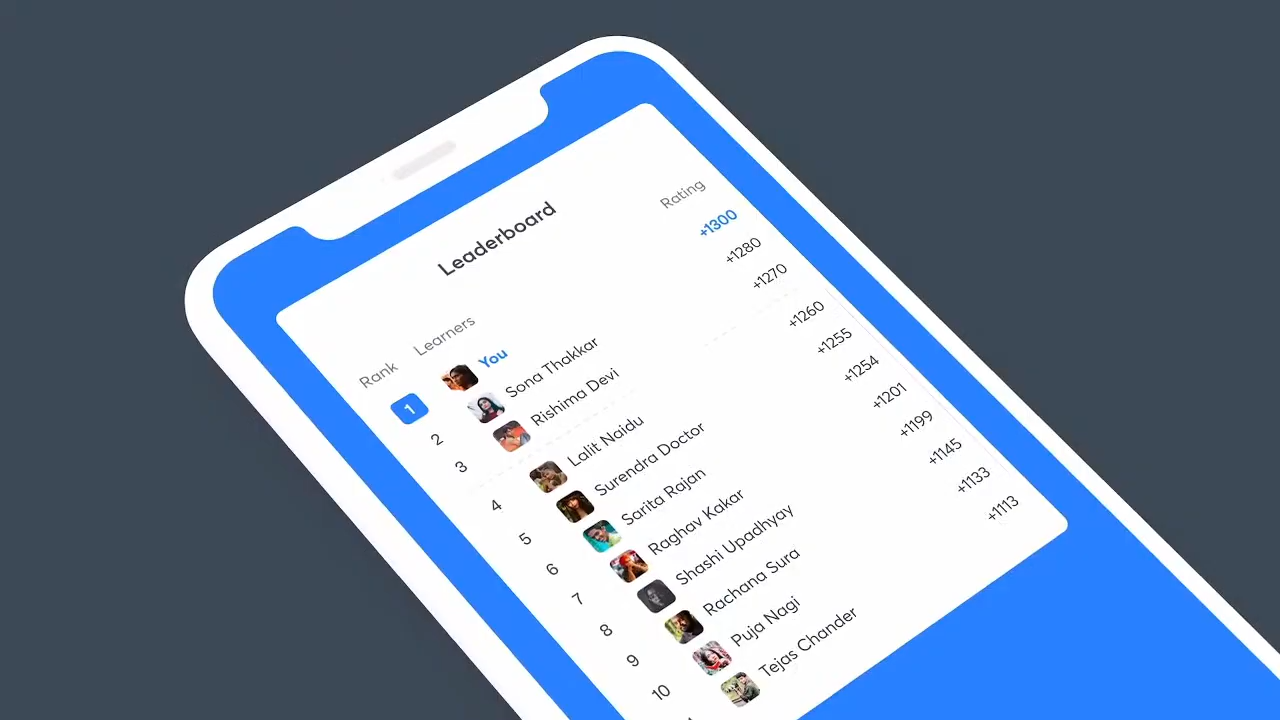 Leaderboard
Rank Learners Rating
1 You +1300
2 Sona Thakkar +1280
3 Rishima Devi +1270
4 Lalit Naidu +1260
5 Surendra Doctor +1255
6 Sarita Rajan +1254
7 Raghav Kakar +1201
8 Shashi Upadhyay +1199
9 Rachana Sura +1145
10 Puja Nagi +1133
Tejas Chander +1113